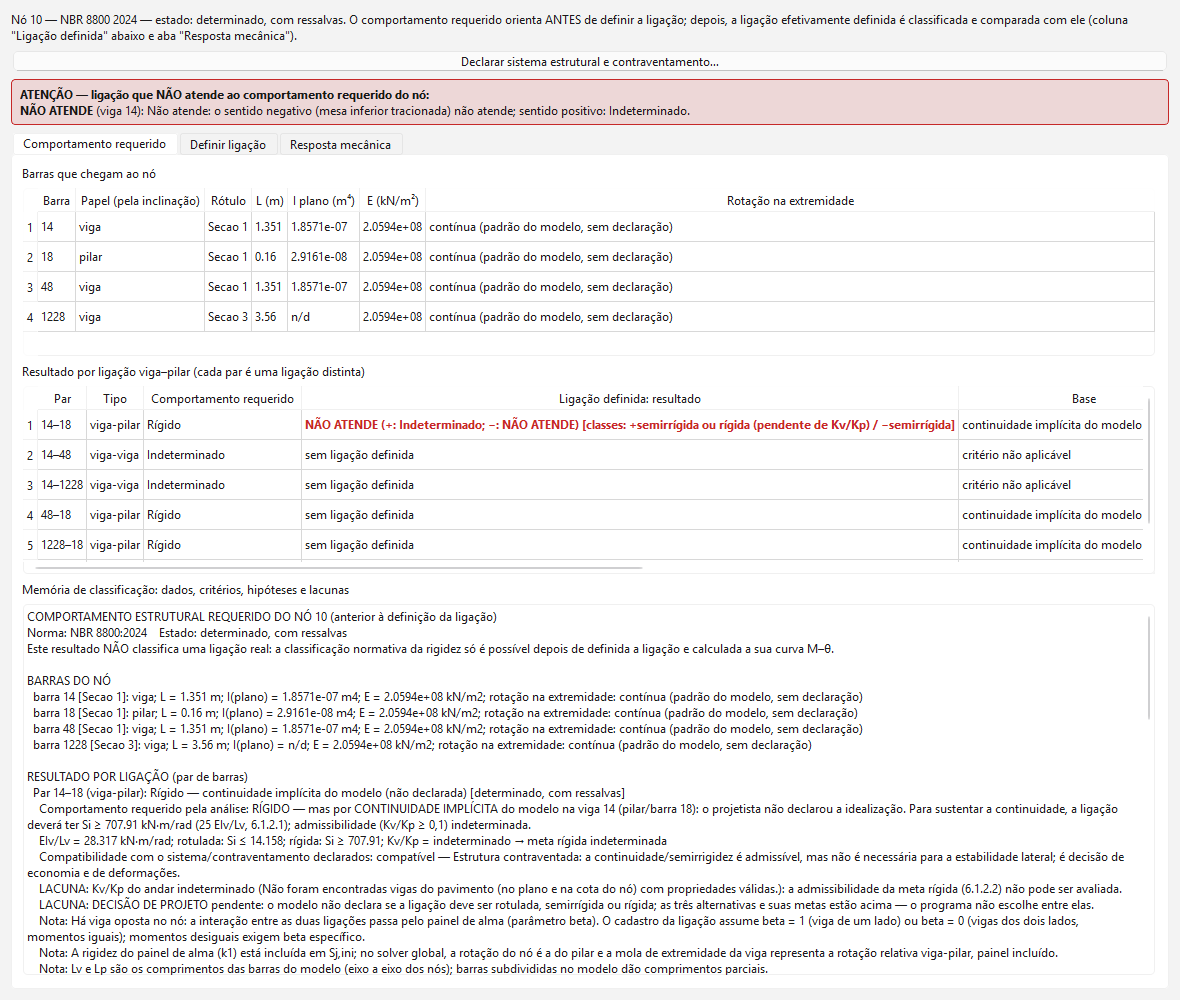 Nó 10 — NBR 8800 2024 — estado: determinado, com ressalvas. O comportamento requerido orienta ANTES de definir a ligação; depois, a ligação efetivamente definida é classificada e comparada com ele (coluna
"Ligação definida" abaixo e aba "Resposta mecânica").
Declarar sistema estrutural e contraventamento...
ATENÇÃO — ligação que NÃO atende ao comportamento requerido do nó:
NÃO ATENDE (viga 14): Não atende: o sentido negativo (mesa inferior tracionada) não atende; sentido positivo: Indeterminado.
Comportamento requerido Definir ligação Resposta mecânica
Barras que chegam ao nó
Barra Papel (pela inclinação) Rótulo L (m) I plano (m⁴) E (kN/m²) Rotação na extremidade
1 14 viga Secao 1 1.351 1.8571e-07 2.0594e+08 contínua (padrão do modelo, sem declaração)
2 18 pilar Secao 1 0.16 2.9161e-08 2.0594e+08 contínua (padrão do modelo, sem declaração)
3 48 viga Secao 1 1.351 1.8571e-07 2.0594e+08 contínua (padrão do modelo, sem declaração)
4 1228 viga Secao 3 3.56 n/d 2.0594e+08 contínua (padrão do modelo, sem declaração)
Resultado por ligação viga–pilar (cada par é uma ligação distinta)
Par Tipo Comportamento requerido Ligação definida: resultado Base
1 14–18 viga-pilar Rígido NÃO ATENDE (+: Indeterminado; −: NÃO ATENDE) [classes: +semirrígida ou rígida (pendente de Kv/Kp) / −semirrígida] continuidade implícita do modelo
2 14–48 viga-viga Indeterminado sem ligação definida critério não aplicável
3 14–1228 viga-viga Indeterminado sem ligação definida critério não aplicável
4 48–18 viga-pilar Rígido sem ligação definida continuidade implícita do modelo
5 1228–18 viga-pilar Rígido sem ligação definida continuidade implícita do modelo
Memória de classificação: dados, critérios, hipóteses e lacunas
COMPORTAMENTO ESTRUTURAL REQUERIDO DO NÓ 10 (anterior à definição da ligação)
Norma: NBR 8800:2024 Estado: determinado, com ressalvas
Este resultado NÃO classifica uma ligação real: a classificação normativa da rigidez só é possível depois de definida a ligação e calculada a sua curva M–θ.
BARRAS DO NÓ
barra 14 [Secao 1]: viga; L = 1.351 m; I(plano) = 1.8571e-07 m4; E = 2.0594e+08 kN/m2; rotação na extremidade: contínua (padrão do modelo, sem declaração)
barra 18 [Secao 1]: pilar; L = 0.16 m; I(plano) = 2.9161e-08 m4; E = 2.0594e+08 kN/m2; rotação na extremidade: contínua (padrão do modelo, sem declaração)
barra 48 [Secao 1]: viga; L = 1.351 m; I(plano) = 1.8571e-07 m4; E = 2.0594e+08 kN/m2; rotação na extremidade: contínua (padrão do modelo, sem declaração)
barra 1228 [Secao 3]: viga; L = 3.56 m; I(plano) = n/d; E = 2.0594e+08 kN/m2; rotação na extremidade: contínua (padrão do modelo, sem declaração)
RESULTADO POR LIGAÇÃO (par de barras)
Par 14–18 (viga-pilar): Rígido — continuidade implícita do modelo (não declarada) [determinado, com ressalvas]
Comportamento requerido pela análise: RÍGIDO — mas por CONTINUIDADE IMPLÍCITA do modelo na viga 14 (pilar/barra 18): o projetista não declarou a idealização. Para sustentar a continuidade, a ligação
deverá ter Si ≥ 707.91 kN·m/rad (25 EIv/Lv, 6.1.2.1); admissibilidade (Kv/Kp ≥ 0,1) indeterminada.
EIv/Lv = 28.317 kN·m/rad; rotulada: Si ≤ 14.158; rígida: Si ≥ 707.91; Kv/Kp = indeterminado → meta rígida indeterminada
Compatibilidade com o sistema/contraventamento declarados: compatível — Estrutura contraventada: a continuidade/semirrigidez é admissível, mas não é necessária para a estabilidade lateral; é decisão de
economia e de deformações.
LACUNA: Kv/Kp do andar indeterminado (Não foram encontradas vigas do pavimento (no plano e na cota do nó) com propriedades válidas.): a admissibilidade da meta rígida (6.1.2.2) não pode ser avaliada.
LACUNA: DECISÃO DE PROJETO pendente: o modelo não declara se a ligação deve ser rotulada, semirrígida ou rígida; as três alternativas e suas metas estão acima — o programa não escolhe entre elas.
Nota: Há viga oposta no nó: a interação entre as duas ligações passa pelo painel de alma (parâmetro beta). O cadastro da ligação assume beta = 1 (viga de um lado) ou beta = 0 (vigas dos dois lados,
momentos iguais); momentos desiguais exigem beta específico.
Nota: A rigidez do painel de alma (k1) está incluída em Sj,ini; no solver global, a rotação do nó é a do pilar e a mola de extremidade da viga representa a rotação relativa viga-pilar, painel incluído.
Nota: Lv e Lp são os comprimentos das barras do modelo (eixo a eixo dos nós); barras subdivididas no modelo dão comprimentos parciais.